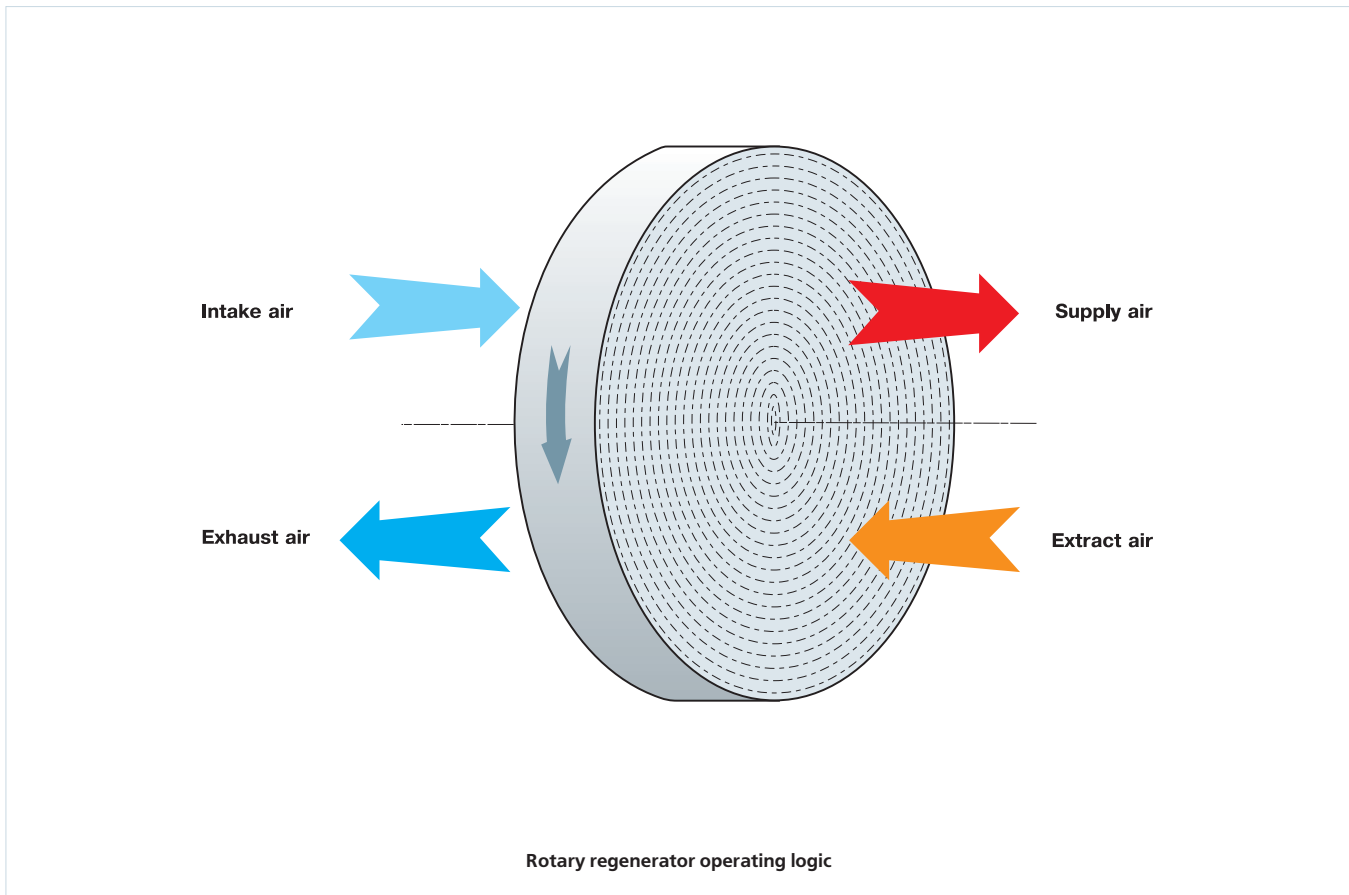 Intake air
Supply air
Exhaust air
Extract air
Rotary regenerator operating logic